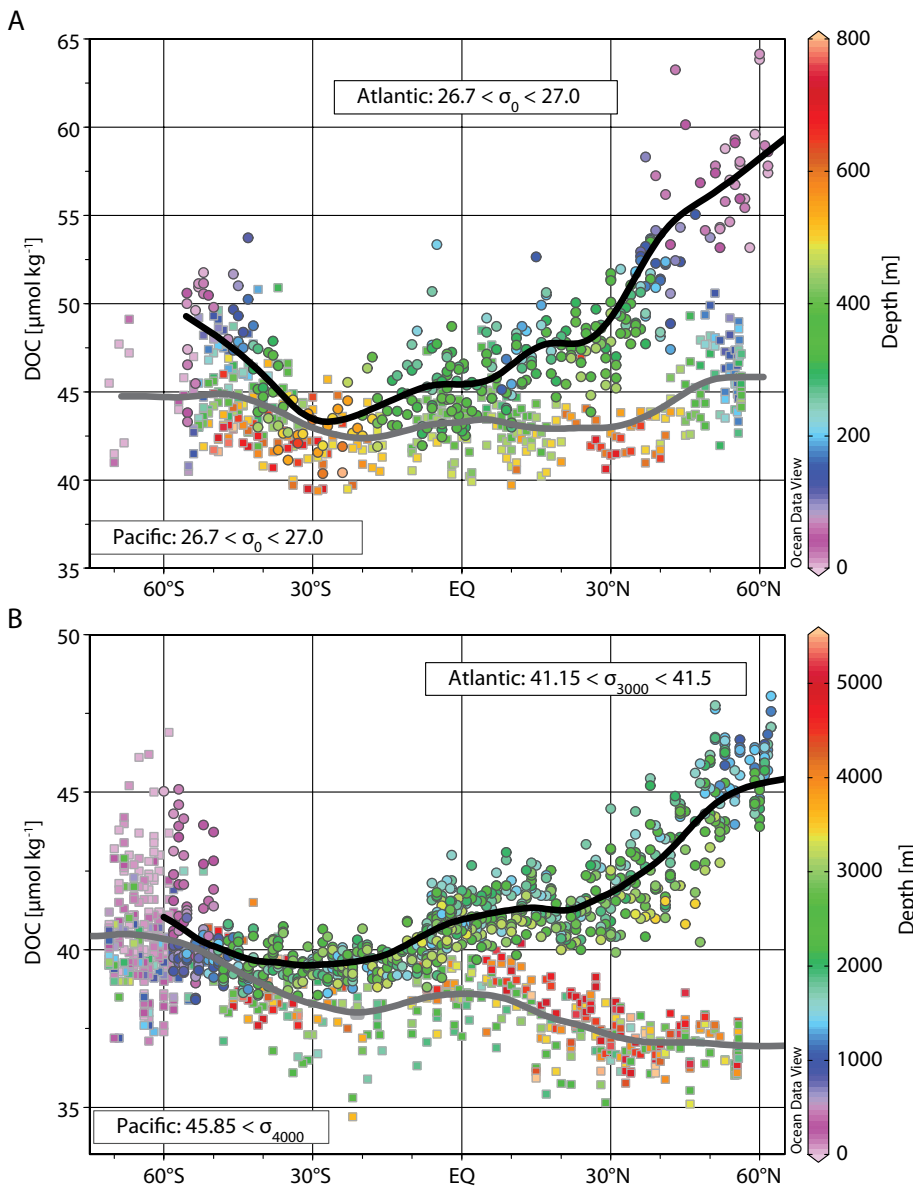 A
65
60
55
50
45
40
35
DOC [µmol kg⁻¹]
Atlantic: 26.7 < σ₀ < 27.0
Pacific: 26.7 < σ₀ < 27.0
60°S 30°S EQ 30°N 60°N
Ocean Data View
800
600
400
200
0
Depth [m]
B
50
45
40
35
DOC [µmol kg⁻¹]
Atlantic: 41.15 < σ₃₀₀₀ < 41.5
Pacific: 45.85 < σ₄₀₀₀
60°S 30°S EQ 30°N 60°N
Ocean Data View
5000
4000
3000
2000
1000
0
Depth [m]